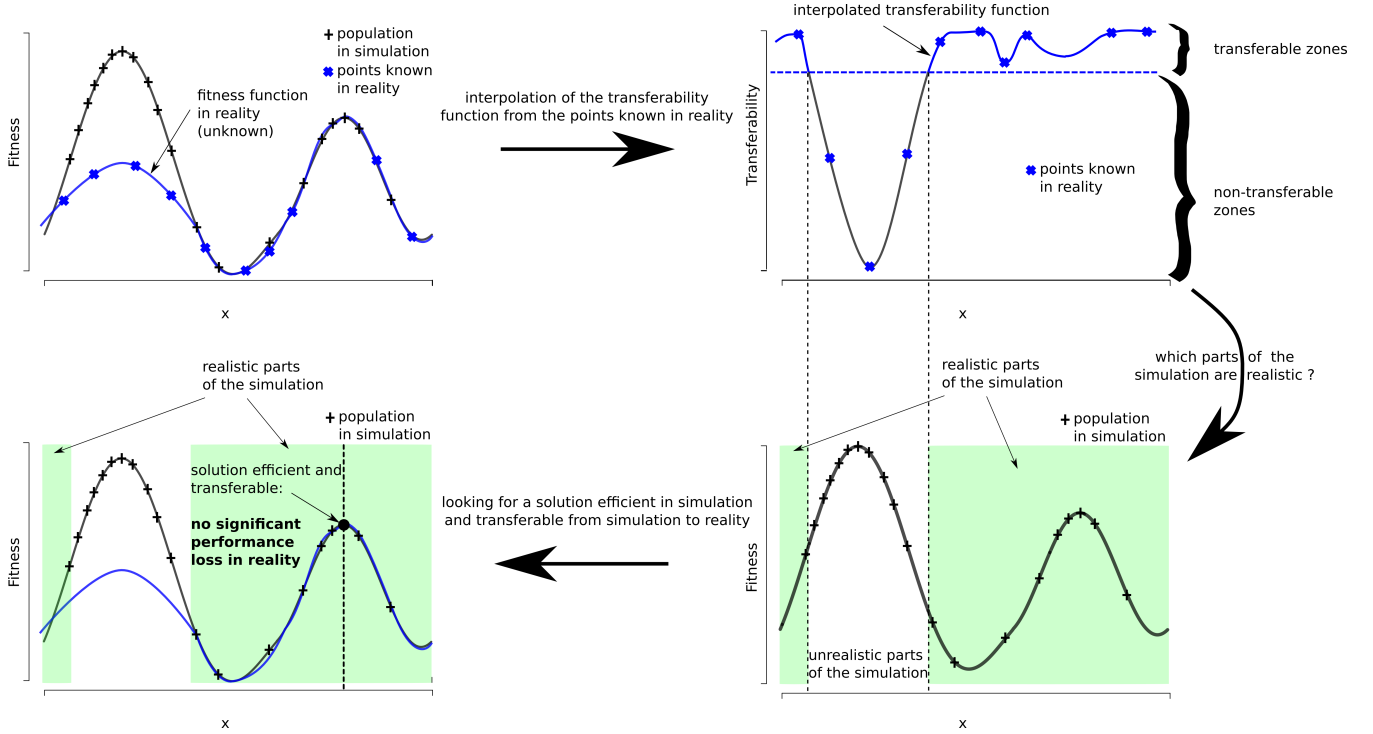 population
in simulation
points known
in reality
fitness function
in reality
(unknown)
Fitness
x
interpolation of the transferability
function from the points known in reality
interpolated transferability function
Transferability
points known
in reality
transferable zones
non-transferable
zones
x
which parts of the
simulation are realistic ?
realistic parts
of the simulation
population
in simulation
Fitness
unrealistic parts
of the simulation
x
looking for a solution efficient in simulation
and transferable from simulation to reality
realistic parts
of the simulation
population
in simulation
solution efficient and
transferable:
no significant
performance
loss in reality
Fitness
x